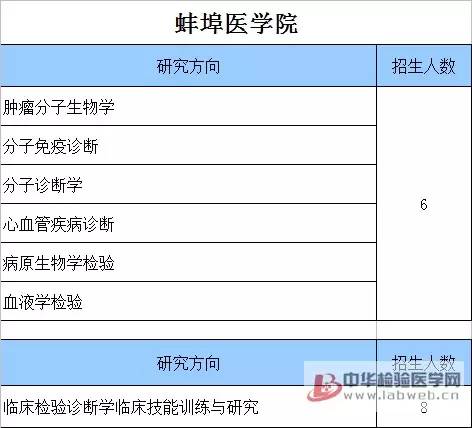 蚌埠医学院
研究方向 招生人数
肿瘤分子生物学
分子免疫诊断
分子诊断学
6
心血管疾病诊断
病原生物学检验
血液学检验
研究方向 招生人数
中华检验医学网
www.labweb.cn
临床检验诊断学临床技能训练与研究 8